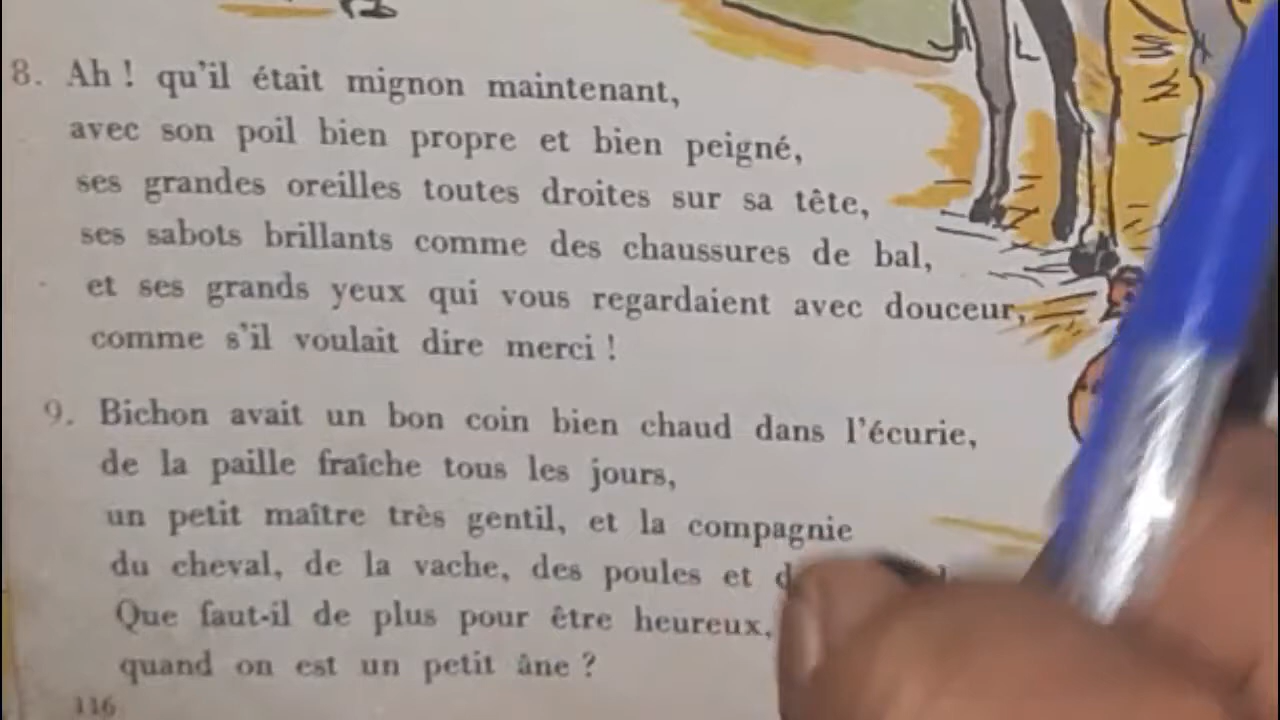 8. Ah ! qu'il était mignon maintenant,
avec son poil bien propre et bien peigné,
ses grandes oreilles toutes droites sur sa tête,
ses sabots brillants comme des chaussures de bal,
et ses grands yeux qui vous regardaient avec douceur,
comme s'il voulait dire merci !
9. Bichon avait un bon coin bien chaud dans l'écurie,
de la paille fraîche tous les jours,
un petit maître très gentil, et la compagnie
du cheval, de la vache, des poules et
Que faut-il de plus pour être heureux,
quand on est un petit âne ?
116